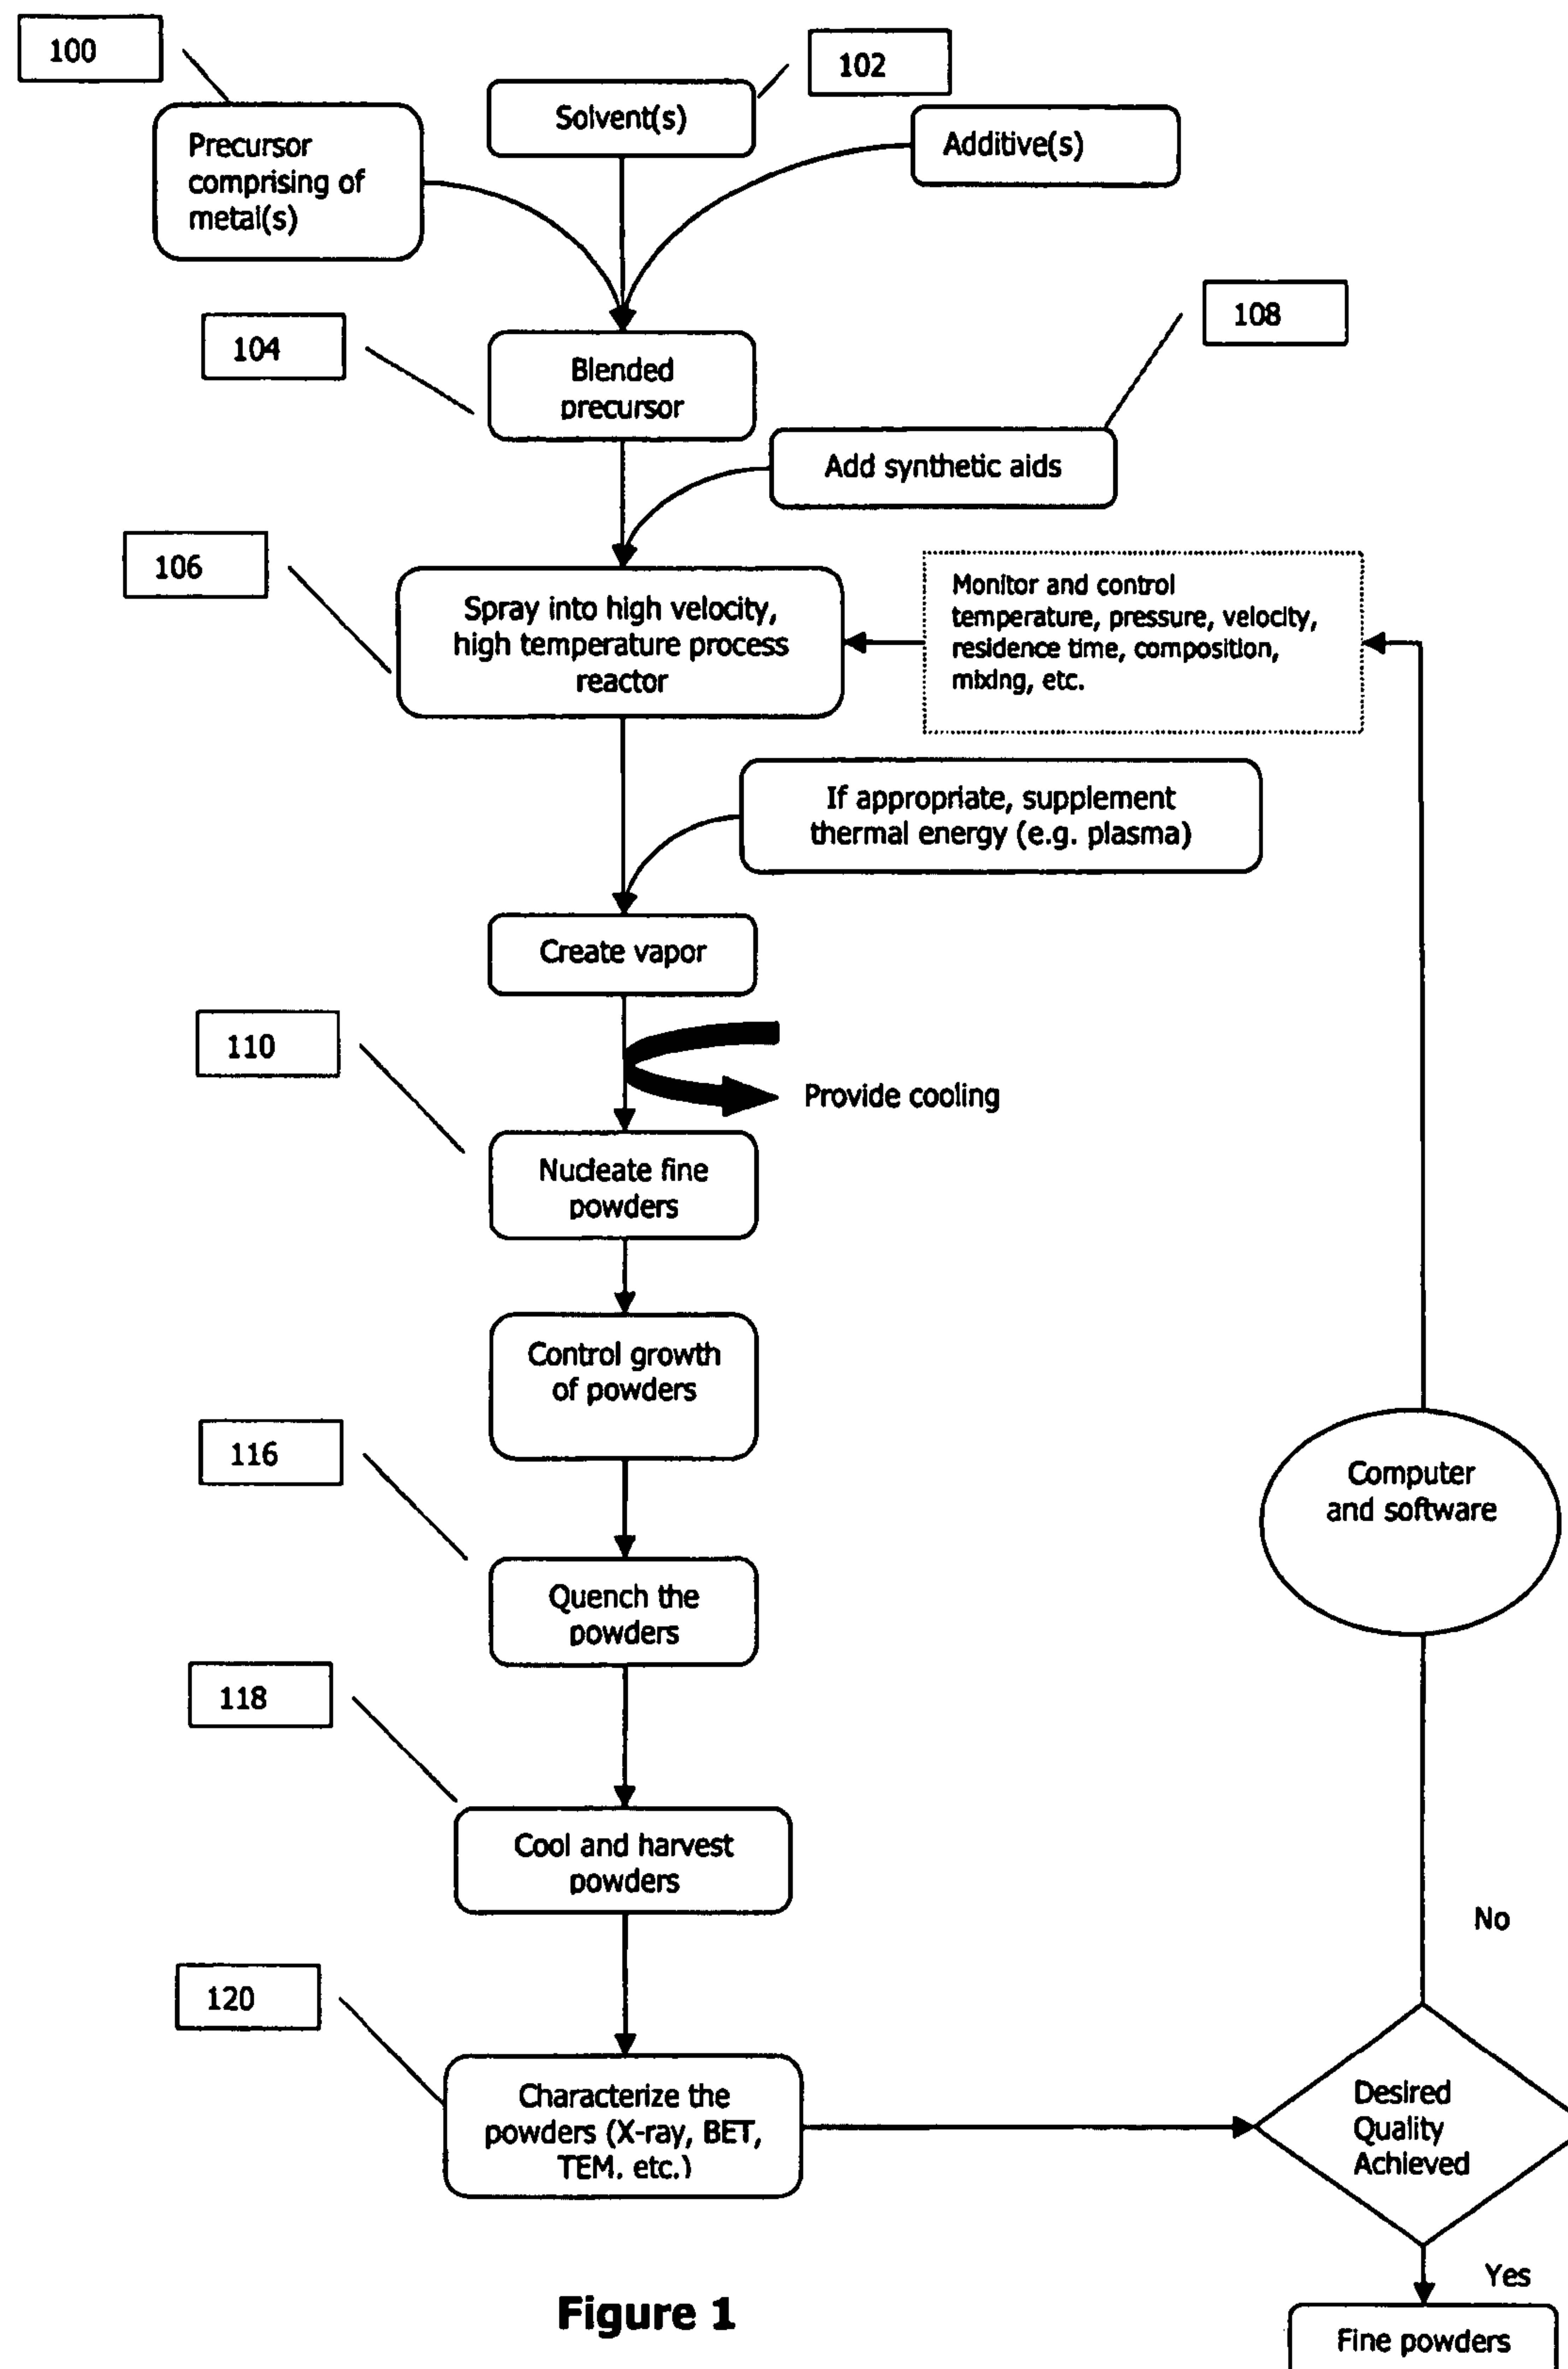 100
102
Solvent(s)
Additive(s)
Precursor
comprising of
metal(s)
108
104
Blended
precursor
Add synthetic aids
106
Spray into high velocity,
high temperature process
reactor
Monitor and control
temperature, pressure, velocity,
residence time, composition,
mixing, etc.
If appropriate, supplement
thermal energy (e.g. plasma)
Create vapor
110
Provide cooling
Nucleate fine
powders
Control growth
of powders
116
Computer
and software
Quench the
powders
118
Cool and harvest
powders
No
120
Characterize the
powders (X-ray, BET,
TEM. etc.)
Desired
Quality
Achieved
Yes
Figure 1
Fine powders